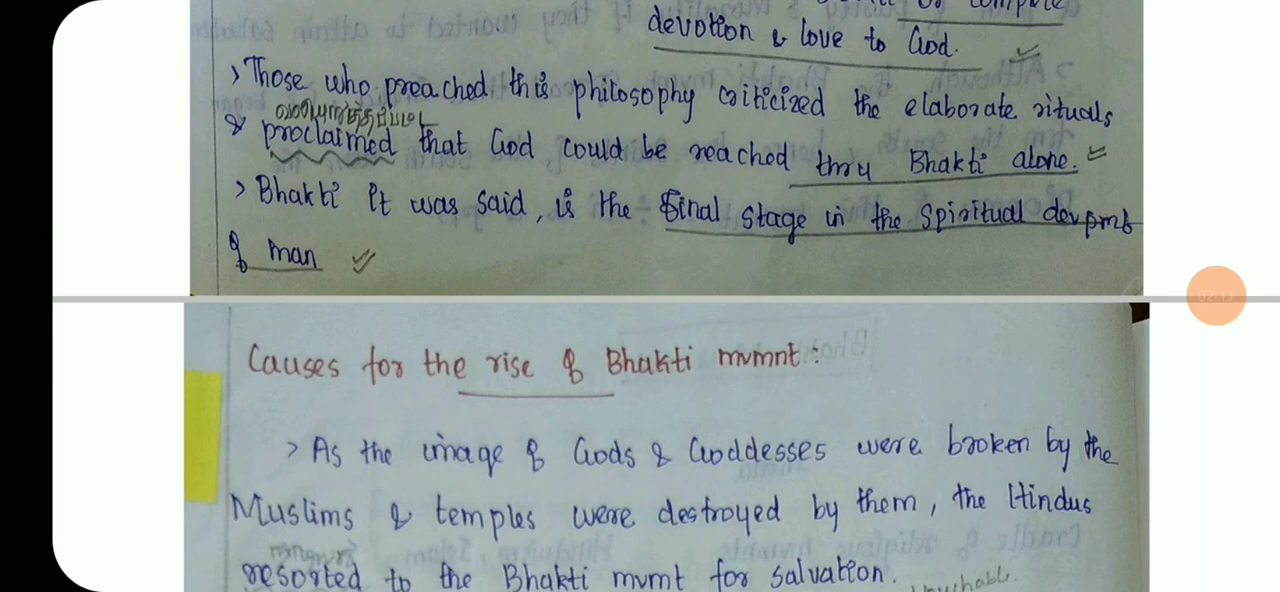 devotion & love to God.
> Those who preached this philosophy criticized the elaborate rituals
& proclaimed that God could be reached thru Bhakti alone.
> Bhakti it was said, is the final stage in the spiritual devpmt
of man
02:11
Causes for the rise of Bhakti mvmnt:
> As the image of Gods & Goddesses were broken by the
Muslims & temples were destroyed by them, the Hindus
resorted to the Bhakti mvmt for salvation.